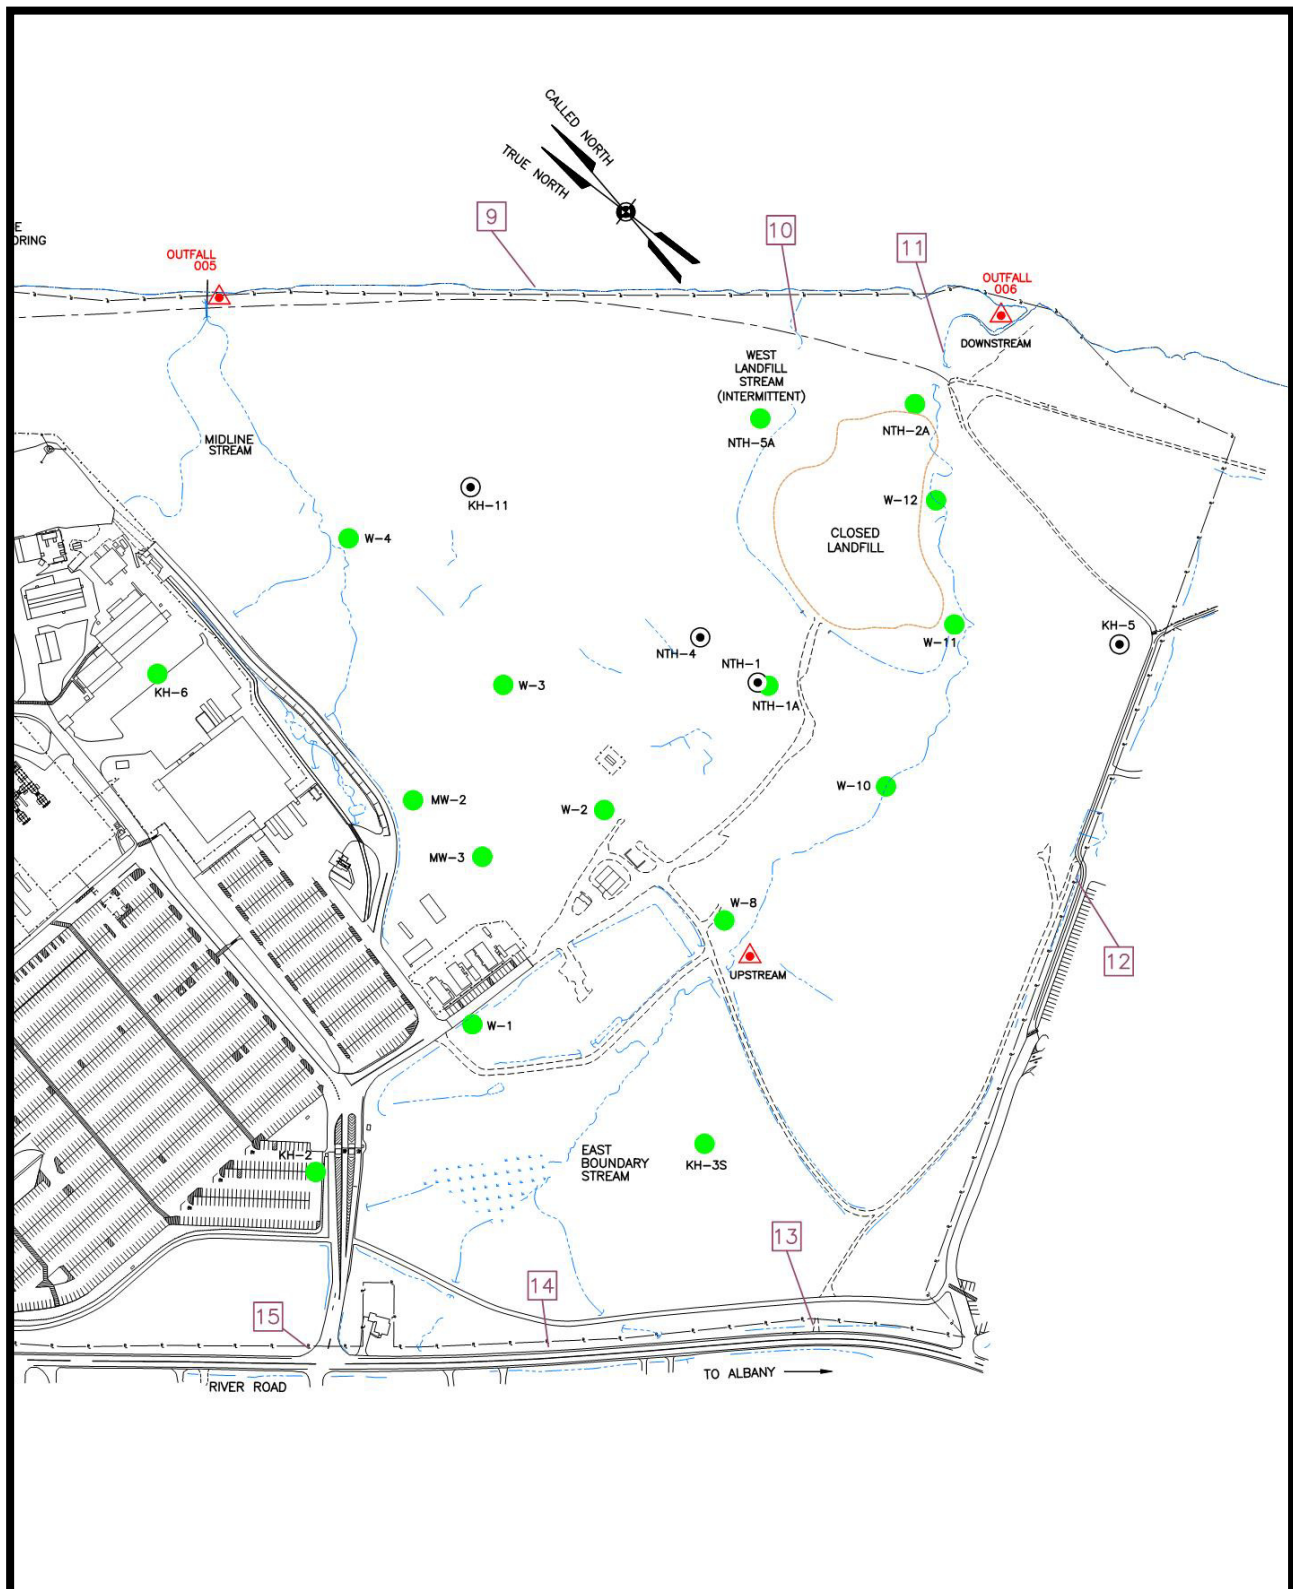 CALLED NORTH
TRUE NORTH
E
ORING
9
10
11
OUTFALL
005
OUTFALL
006
DOWNSTREAM
WEST
LANDFILL
STREAM
(INTERMITTENT)
NTH-5A
NTH-2A
MIDLINE
STREAM
KH-11
W-12
W-4
CLOSED
LANDFILL
W-11
KH-5
NTH-4
NTH-1
NTH-1A
KH-6
W-3
W-10
MW-2
W-2
MW-3
W-8
12
UPSTREAM
W-1
EAST
BOUNDARY
STREAM
KH-3S
KH-2
13
14
15
TO ALBANY
RIVER ROAD